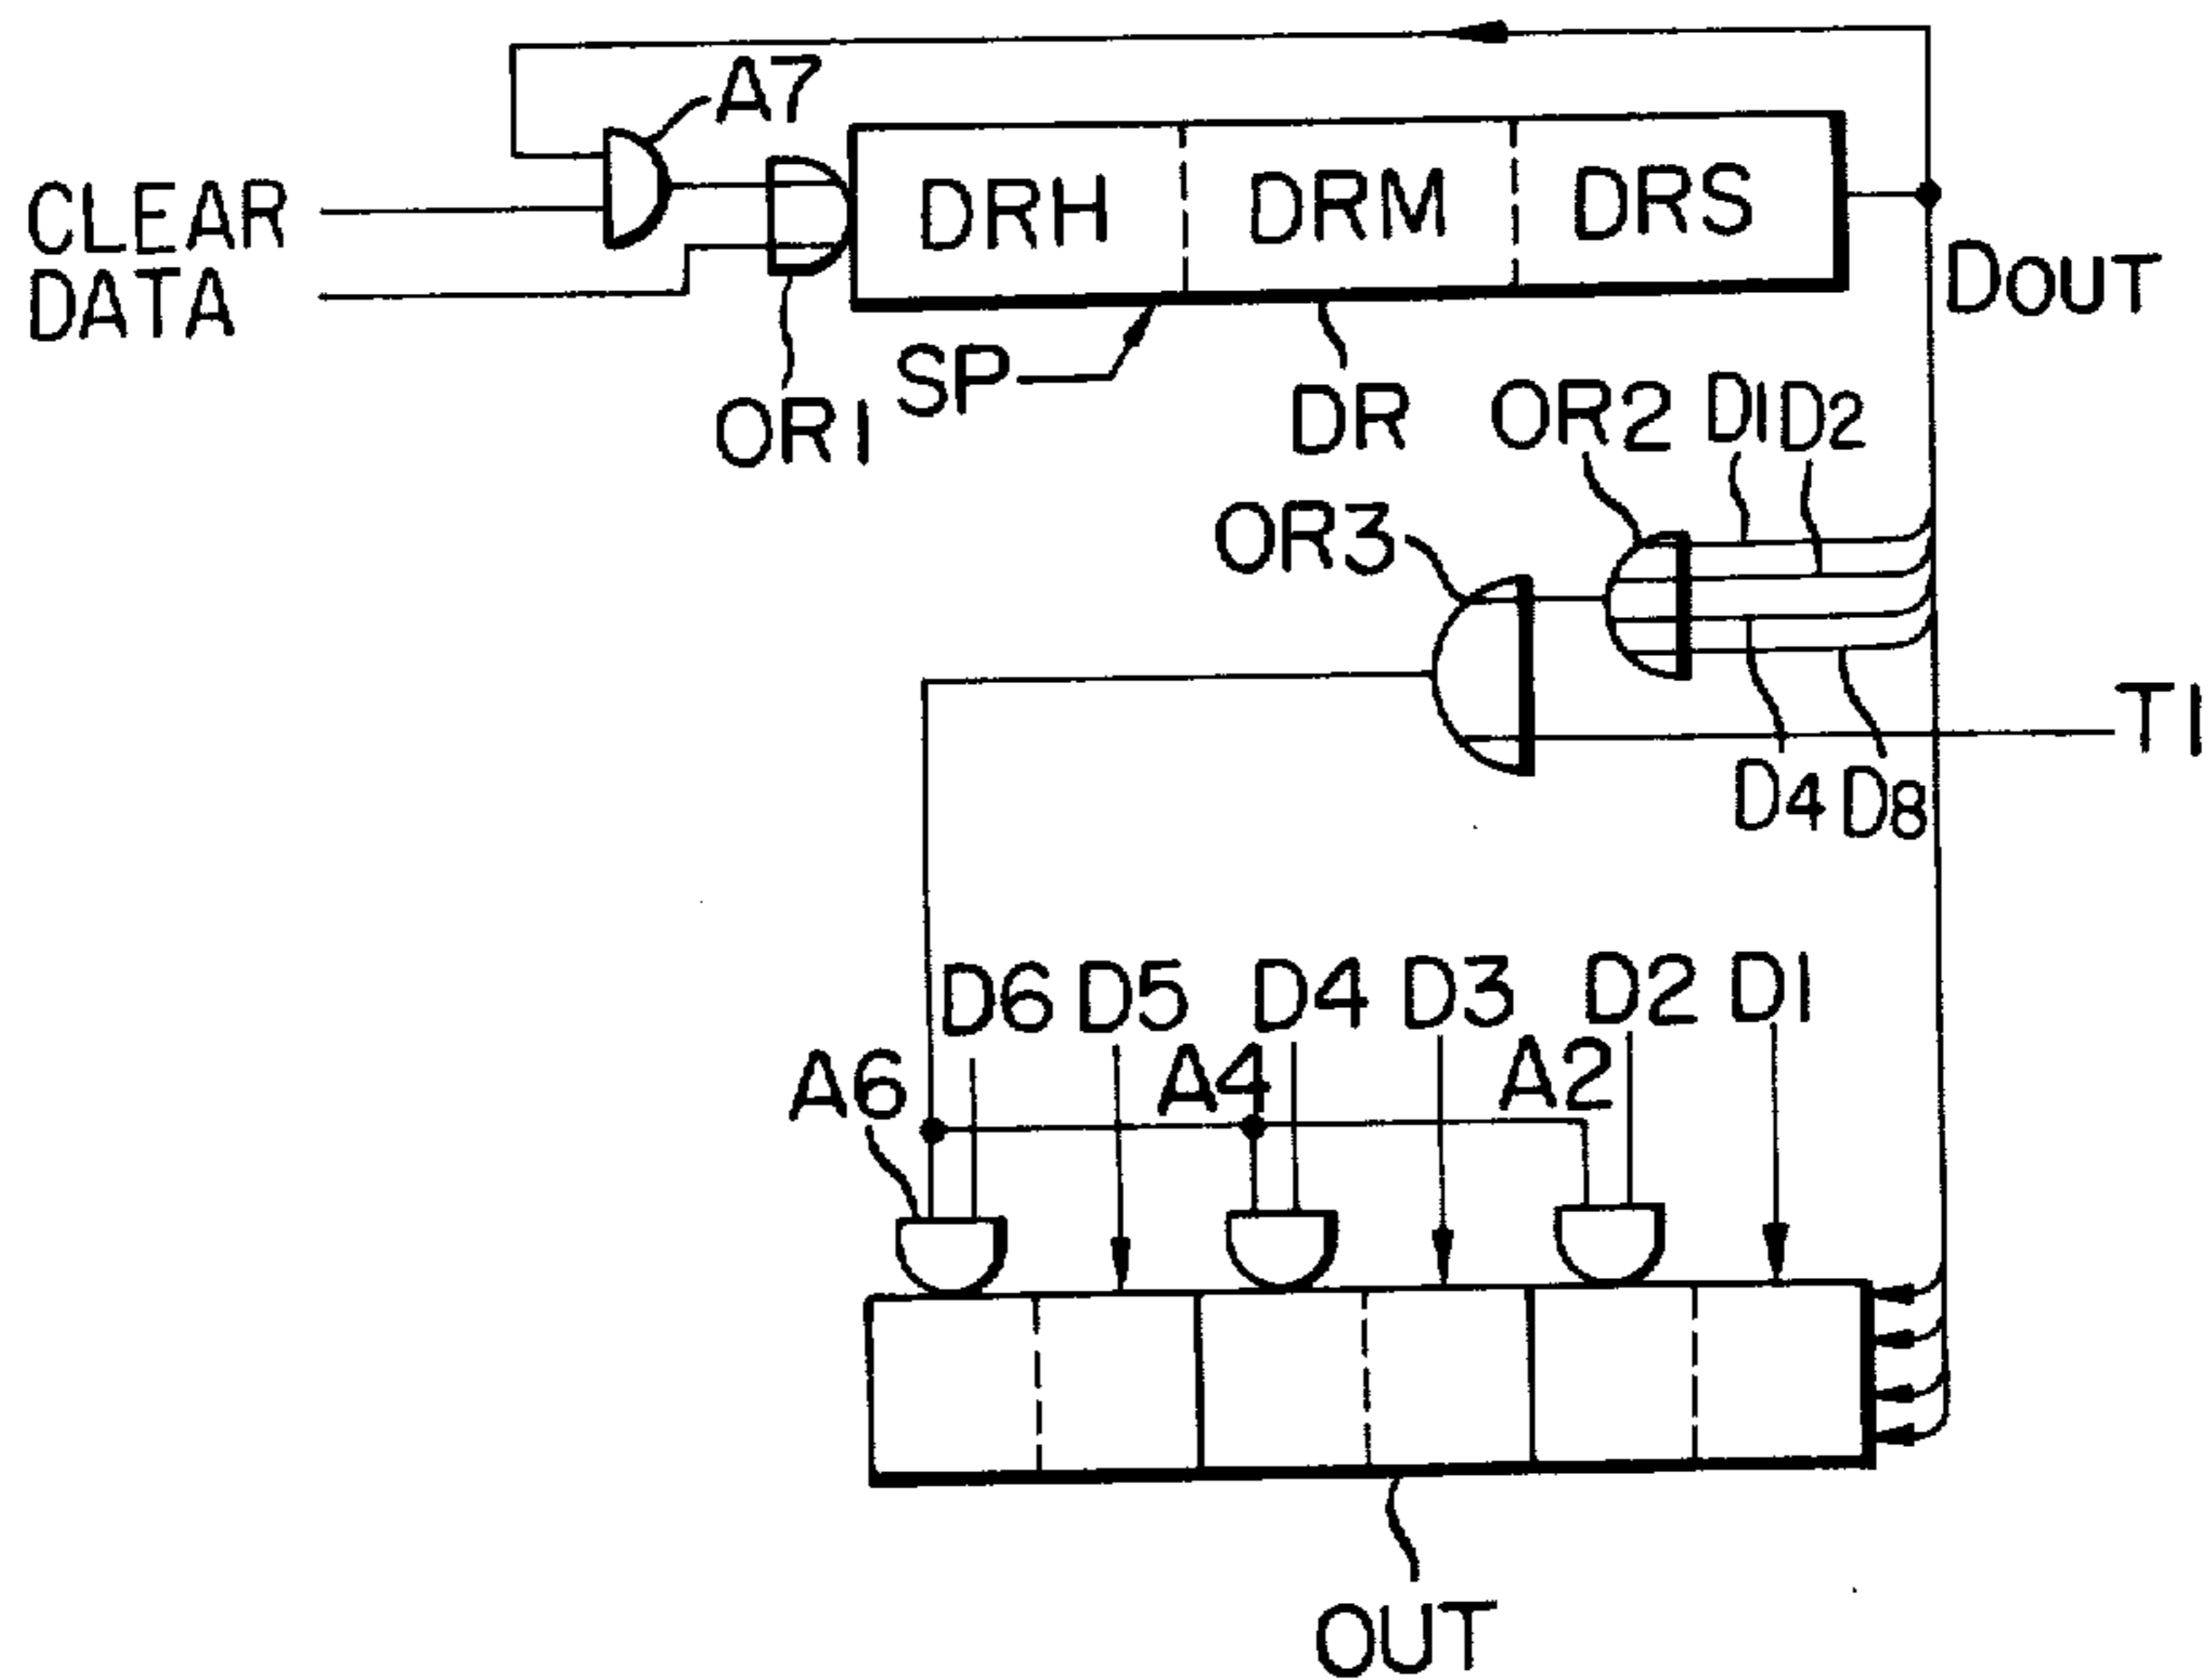 A7
CLEAR
DATA
DRH DRM DRS
DOUT
SP
OR1
DR
OR2
D1 D2
OR3
T1
D4 D8
D6 D5 D4 D3 D2 D1
A6 A4 A2
OUT